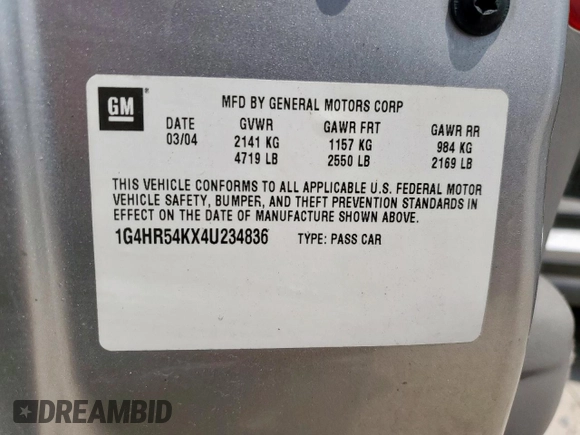 GM
MFD BY GENERAL MOTORS CORP
DATE GVWR GAWR FRT GAWR RR
03/04 2141 KG 1157 KG 984 KG
4719 LB 2550 LB 2169 LB
THIS VEHICLE CONFORMS TO ALL APPLICABLE U.S. FEDERAL MOTOR
VEHICLE SAFETY, BUMPER, AND THEFT PREVENTION STANDARDS IN
EFFECT ON THE DATE OF MANUFACTURE SHOWN ABOVE.
1G4HR54KX4U234836 TYPE: PASS CAR
DREAMBID